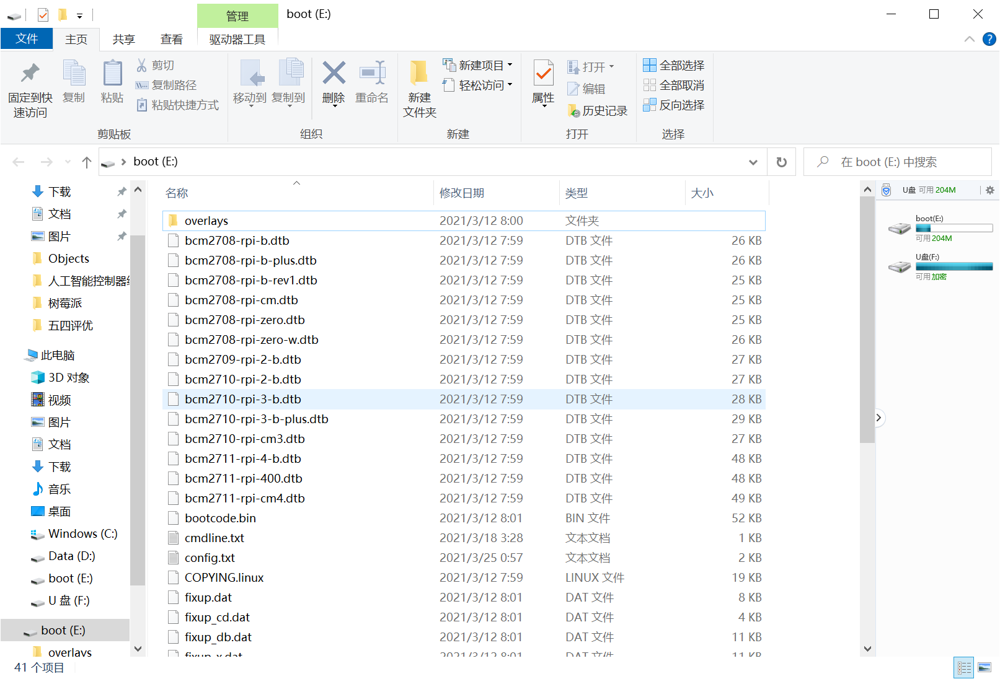 管理
boot (E:)
文件
主页
共享
查看
驱动器工具
固定到快
速访问
复制
粘贴
剪切
复制路径
粘贴快捷方式
剪贴板
移动到
复制到
删除
重命名
组织
新建
文件夹
新建项目
轻松访问
新建
属性
打开
编辑
历史记录
打开
全部选择
全部取消
反向选择
选择
boot (E:)
在 boot (E:) 中搜索
下载
文档
图片
Objects
人工智能控制器
树莓派
五四评优
此电脑
3D 对象
视频
图片
文档
下载
音乐
桌面
Windows (C:)
Data (D:)
boot (E:)
U 盘 (F:)
boot (E:)
overlays
名称 修改日期 类型 大小
overlays 2021/3/12 8:00 文件夹
bcm2708-rpi-b.dtb 2021/3/12 7:59 DTB 文件 26 KB
bcm2708-rpi-b-plus.dtb 2021/3/12 7:59 DTB 文件 26 KB
bcm2708-rpi-b-rev1.dtb 2021/3/12 7:59 DTB 文件 25 KB
bcm2708-rpi-cm.dtb 2021/3/12 7:59 DTB 文件 25 KB
bcm2708-rpi-zero.dtb 2021/3/12 7:59 DTB 文件 25 KB
bcm2708-rpi-zero-w.dtb 2021/3/12 7:59 DTB 文件 26 KB
bcm2709-rpi-2-b.dtb 2021/3/12 7:59 DTB 文件 27 KB
bcm2710-rpi-2-b.dtb 2021/3/12 7:59 DTB 文件 27 KB
bcm2710-rpi-3-b.dtb 2021/3/12 7:59 DTB 文件 28 KB
bcm2710-rpi-3-b-plus.dtb 2021/3/12 7:59 DTB 文件 29 KB
bcm2710-rpi-cm3.dtb 2021/3/12 7:59 DTB 文件 27 KB
bcm2711-rpi-4-b.dtb 2021/3/12 7:59 DTB 文件 48 KB
bcm2711-rpi-400.dtb 2021/3/12 7:59 DTB 文件 48 KB
bcm2711-rpi-cm4.dtb 2021/3/12 7:59 DTB 文件 49 KB
bootcode.bin 2021/3/12 8:01 BIN 文件 52 KB
cmdline.txt 2021/3/18 3:28 文本文档 1 KB
config.txt 2021/3/25 0:57 文本文档 2 KB
COPYING.linux 2021/3/12 7:59 LINUX 文件 19 KB
fixup.dat 2021/3/12 8:01 DAT 文件 8 KB
fixup_cd.dat 2021/3/12 8:01 DAT 文件 4 KB
fixup_db.dat 2021/3/12 8:01 DAT 文件 11 KB
fixup_x.dat 2021/3/12 8:01 DAT 文件 11 KB
U盘 可用 204M
boot(E:)
可用 204M
U盘(F:)
可用 加密
41 个项目